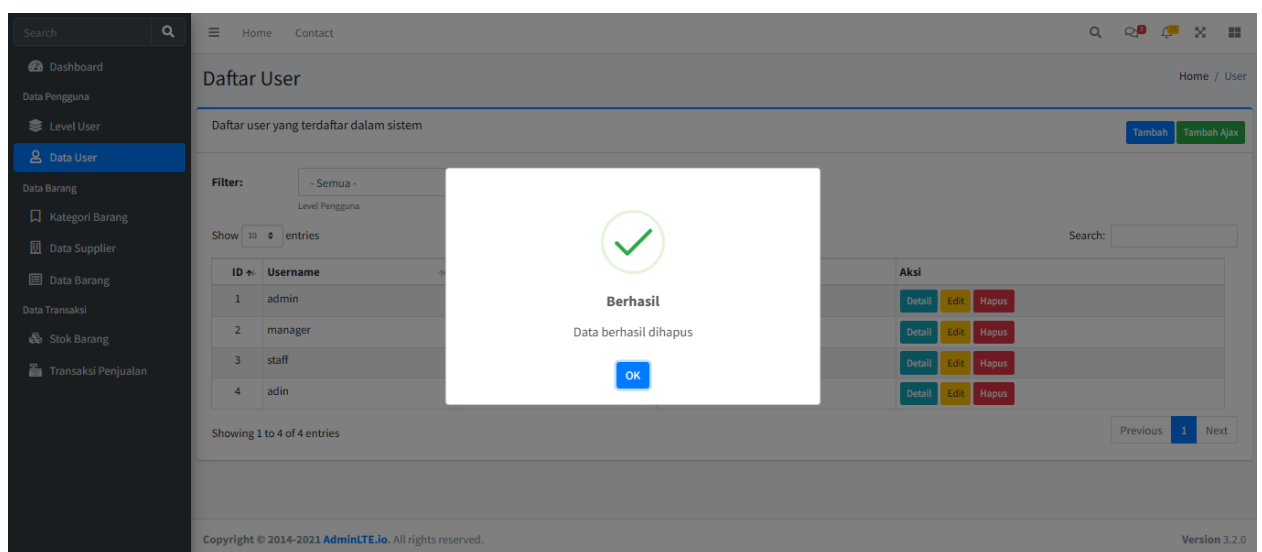 Search
Dashboard
Data Pengguna
Level User
Data User
Data Barang
Kategori Barang
Data Supplier
Data Barang
Data Transaksi
Stok Barang
Transaksi Penjualan
Home Contact
Daftar User
Home / User
Daftar user yang terdaftar dalam sistem
Tambah Tambah Ajax
Filter: - Semua -
Level Pengguna
Show 10 entries
Search:
ID Username Aksi
1 admin Detail Edit Hapus
2 manager Detail Edit Hapus
3 staff Detail Edit Hapus
4 adin Detail Edit Hapus
Berhasil
Data berhasil dihapus
OK
Showing 1 to 4 of 4 entries
Previous 1 Next
Copyright © 2014-2021 AdminLTE.io. All rights reserved.
Version 3.2.0